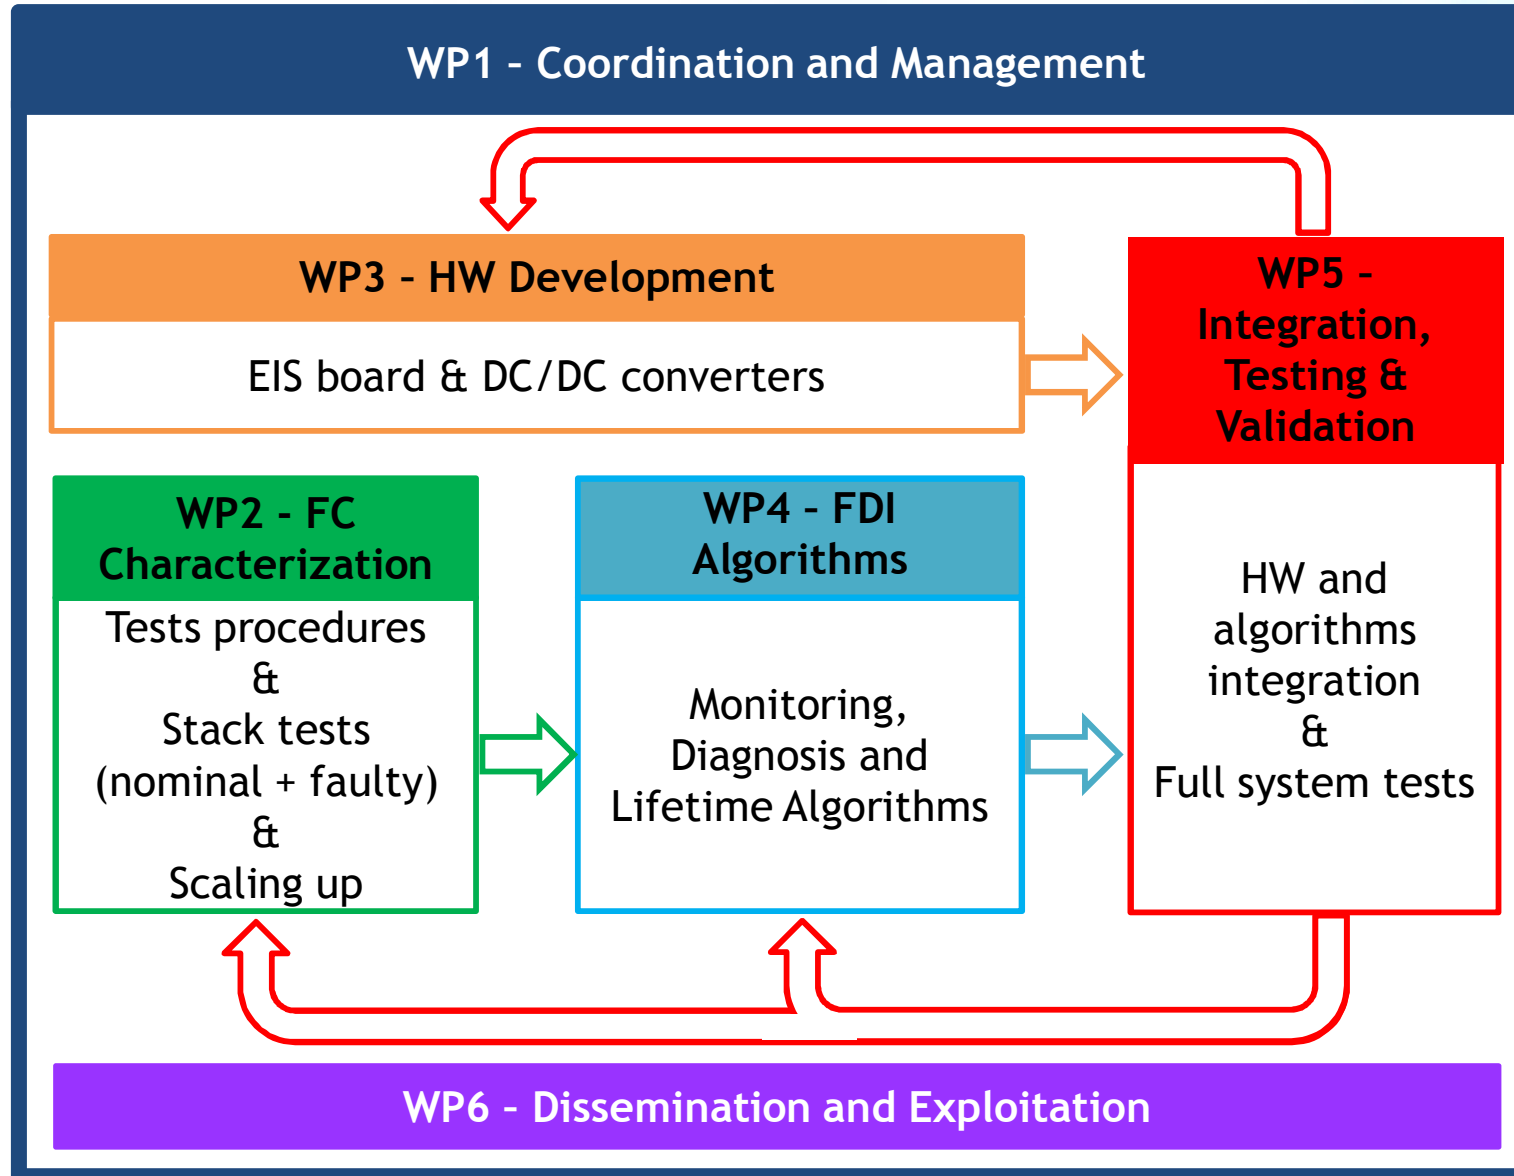 WP1 – Coordination and Management
WP3 – HW Development
EIS board & DC/DC converters
WP5 –
Integration,
Testing &
Validation
HW and
algorithms
integration
&
Full system tests
WP2 - FC
Characterization
Tests procedures
&
Stack tests
(nominal + faulty)
&
Scaling up
WP4 – FDI
Algorithms
Monitoring,
Diagnosis and
Lifetime Algorithms
WP6 – Dissemination and Exploitation